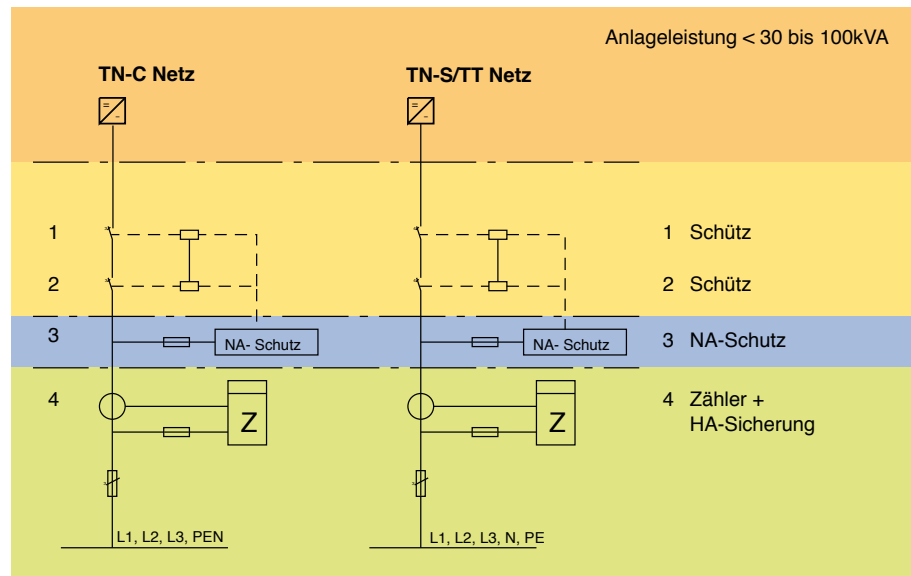 Anlageleistung < 30 bis 100kVA
TN-C Netz
TN-S/TT Netz
=
~
=
~
1
1 Schütz
2
2 Schütz
3
NA- Schutz
NA- Schutz
3 NA-Schutz
4
Z
Z
4 Zähler +
HA-Sicherung
L1, L2, L3, PEN
L1, L2, L3, N, PE